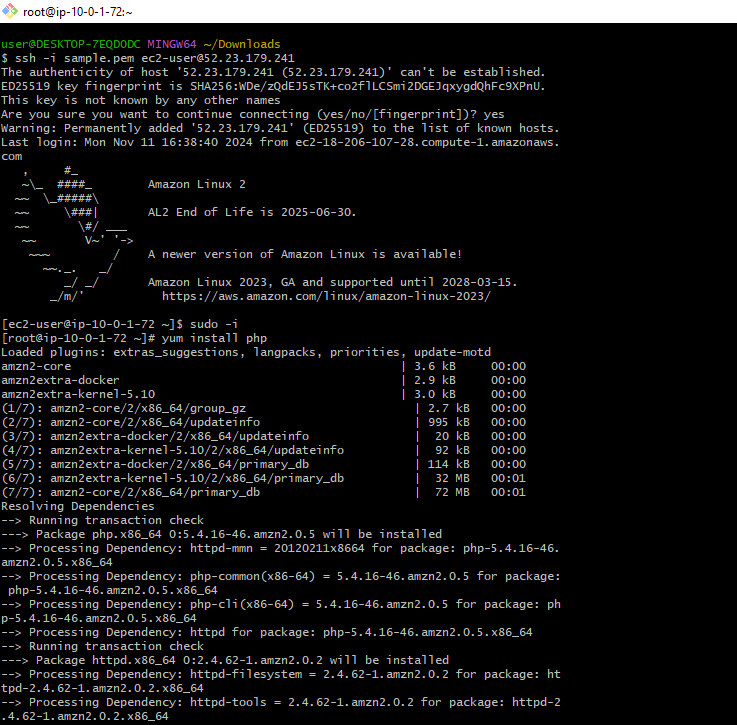 root@ip-10-0-1-72:~
user@DESKTOP-7EQDODC MINGW64 ~/Downloads
$ ssh -i sample.pem ec2-user@52.23.179.241
The authenticity of host '52.23.179.241 (52.23.179.241)' can't be established.
ED25519 key fingerprint is SHA256:WDe/zQdEJ5sTK+co2flLCSmi2DGEJqxygdQhFc9XPnU.
This key is not known by any other names
Are you sure you want to continue connecting (yes/no/[fingerprint])? yes
Warning: Permanently added '52.23.179.241' (ED25519) to the list of known hosts.
Last login: Mon Nov 11 16:38:40 2024 from ec2-18-206-107-28.compute-1.amazonaws.
com
   ,     #_
   ~\_  ####_        Amazon Linux 2
  ~~  \_#####\
  ~~     \###|       AL2 End of Life is 2025-06-30.
  ~~       \#/ ___
   ~~       V~' '->
    ~~~         /    A newer version of Amazon Linux is available!
      ~~._.   _/
         _/ _/       Amazon Linux 2023, GA and supported until 2028-03-15.
       _/m/'           https://aws.amazon.com/linux/amazon-linux-2023/
[ec2-user@ip-10-0-1-72 ~]$ sudo -i
[root@ip-10-0-1-72 ~]# yum install php
Loaded plugins: extras_suggestions, langpacks, priorities, update-motd
amzn2-core                                               | 3.6 kB     00:00
amzn2extra-docker                                        | 2.9 kB     00:00
amzn2extra-kernel-5.10                                   | 3.0 kB     00:00
(1/7): amzn2-core/2/x86_64/group_gz                        | 2.7 kB   00:00
(2/7): amzn2-core/2/x86_64/updateinfo                      | 995 kB   00:00
(3/7): amzn2extra-docker/2/x86_64/updateinfo               |  20 kB   00:00
(4/7): amzn2extra-kernel-5.10/2/x86_64/updateinfo          |  92 kB   00:00
(5/7): amzn2extra-docker/2/x86_64/primary_db               | 114 kB   00:00
(6/7): amzn2extra-kernel-5.10/2/x86_64/primary_db          |  32 MB   00:01
(7/7): amzn2-core/2/x86_64/primary_db                      |  72 MB   00:01
Resolving Dependencies
--> Running transaction check
---> Package php.x86_64 0:5.4.16-46.amzn2.0.5 will be installed
--> Processing Dependency: httpd-mmn = 20120211x8664 for package: php-5.4.16-46.
amzn2.0.5.x86_64
--> Processing Dependency: php-common(x86-64) = 5.4.16-46.amzn2.0.5 for package:
 php-5.4.16-46.amzn2.0.5.x86_64
--> Processing Dependency: php-cli(x86-64) = 5.4.16-46.amzn2.0.5 for package: ph
p-5.4.16-46.amzn2.0.5.x86_64
--> Processing Dependency: httpd for package: php-5.4.16-46.amzn2.0.5.x86_64
--> Running transaction check
---> Package httpd.x86_64 0:2.4.62-1.amzn2.0.2 will be installed
--> Processing Dependency: httpd-filesystem = 2.4.62-1.amzn2.0.2 for package: ht
tpd-2.4.62-1.amzn2.0.2.x86_64
--> Processing Dependency: httpd-tools = 2.4.62-1.amzn2.0.2 for package: httpd-2
.4.62-1.amzn2.0.2.x86_64